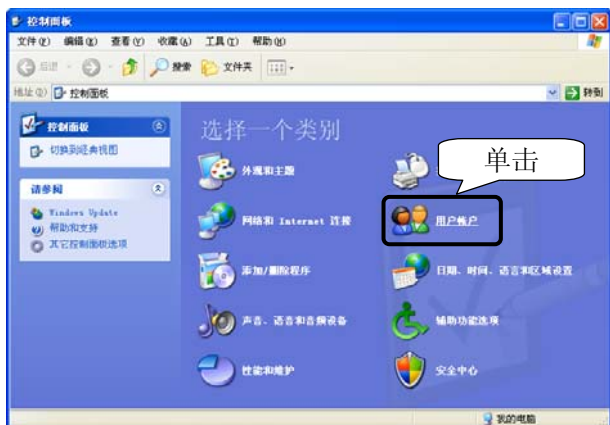 控制面板
文件(F) 编辑(E) 查看(V) 收藏(A) 工具(T) 帮助(H)
后退 搜索 文件夹
地址(D) 控制面板 转到
控制面板
切换到经典视图
请参阅
Windows Update
帮助和支持
其它控制面板选项
选择一个类别
外观和主题
单击
网络和 Internet 连接 用户帐户
添加/删除程序 日期、时间、语言和区域设置
声音、语音和音频设备 辅助功能选项
性能和维护 安全中心
我的电脑